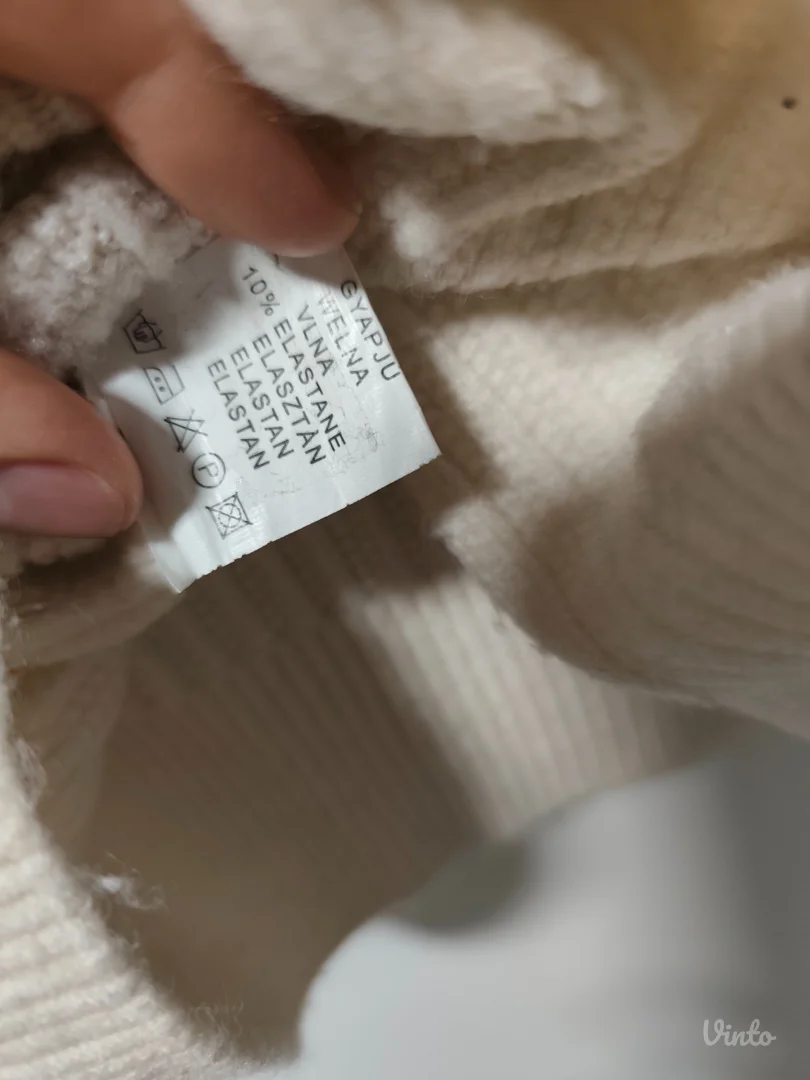 GYAPJU
WEŁNA
VLNA
10% ELASTANE
ELASZTÁN
ELASTAN
ELASTAN
P
Vinto